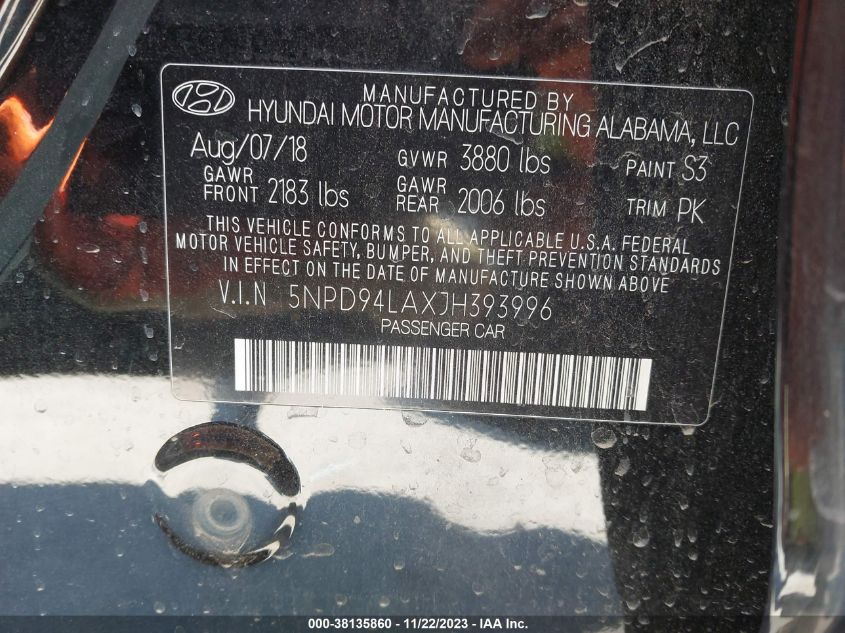 MANUFACTURED BY
HYUNDAI MOTOR MANUFACTURING ALABAMA, LLC
Aug/07/18 GVWR 3880 lbs PAINT S3
GAWR FRONT 2183 lbs GAWR REAR 2006 lbs TRIM PK
THIS VEHICLE CONFORMS TO ALL APPLICABLE U.S.A. FEDERAL
MOTOR VEHICLE SAFETY, BUMPER, AND THEFT PREVENTION STANDARDS
IN EFFECT ON THE DATE OF MANUFACTURE SHOWN ABOVE
V.I.N 5NPD94LAXJH393996
PASSENGER CAR
000-38135860 - 11/22/2023 - IAA Inc.